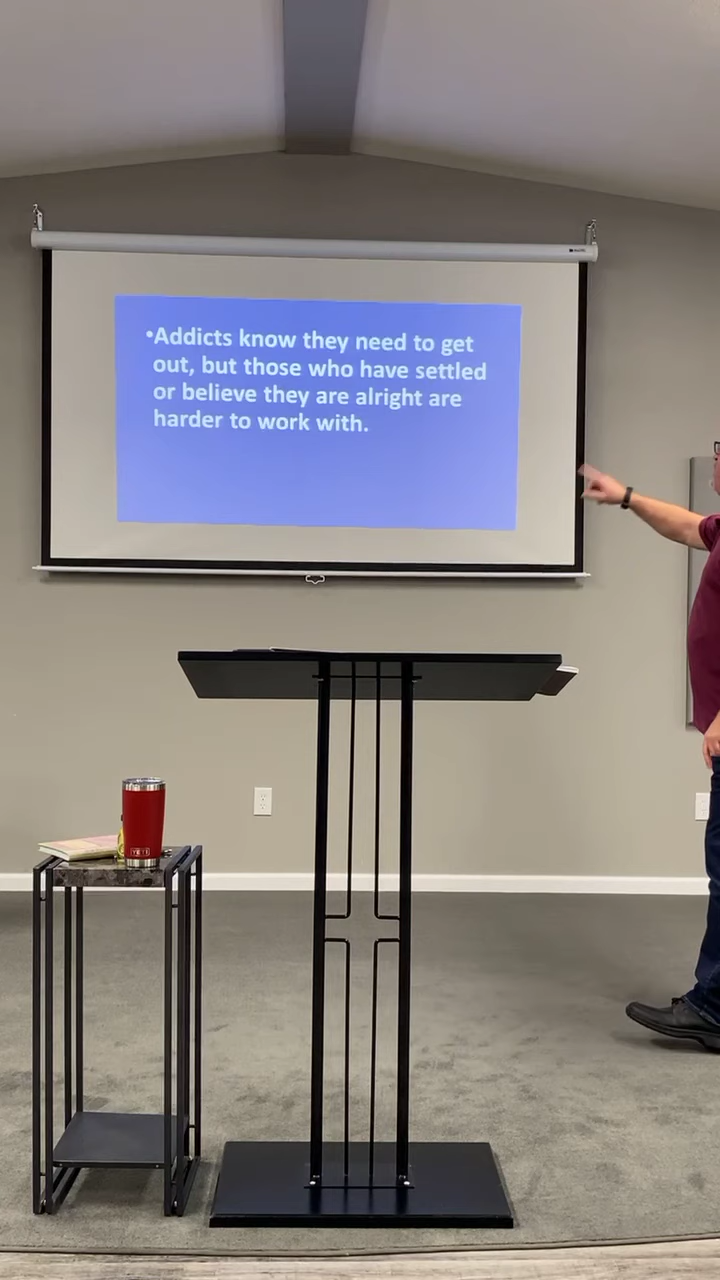 •Addicts know they need to get
out, but those who have settled
or believe they are alright are
harder to work with.
YETI